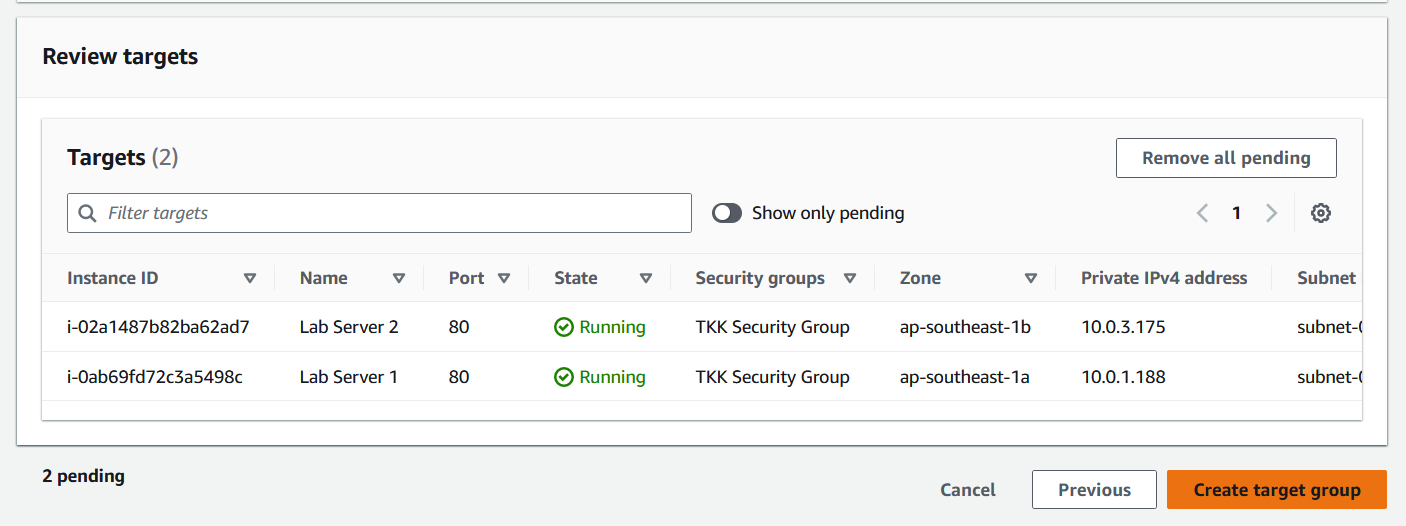 Review targets
Targets (2)
Remove all pending
Filter targets
Show only pending
1
Instance ID Name Port State Security groups Zone Private IPv4 address Subnet
i-02a1487b82ba62ad7 Lab Server 2 80 Running TKK Security Group ap-southeast-1b 10.0.3.175 subnet-
i-0ab69fd72c3a5498c Lab Server 1 80 Running TKK Security Group ap-southeast-1a 10.0.1.188 subnet-
2 pending
Cancel Previous Create target group